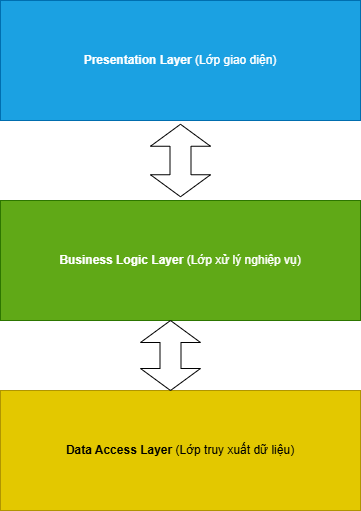 Presentation Layer (Lớp giao diện)
Business Logic Layer (Lớp xử lý nghiệp vụ)
Data Access Layer (Lớp truy xuất dữ liệu)